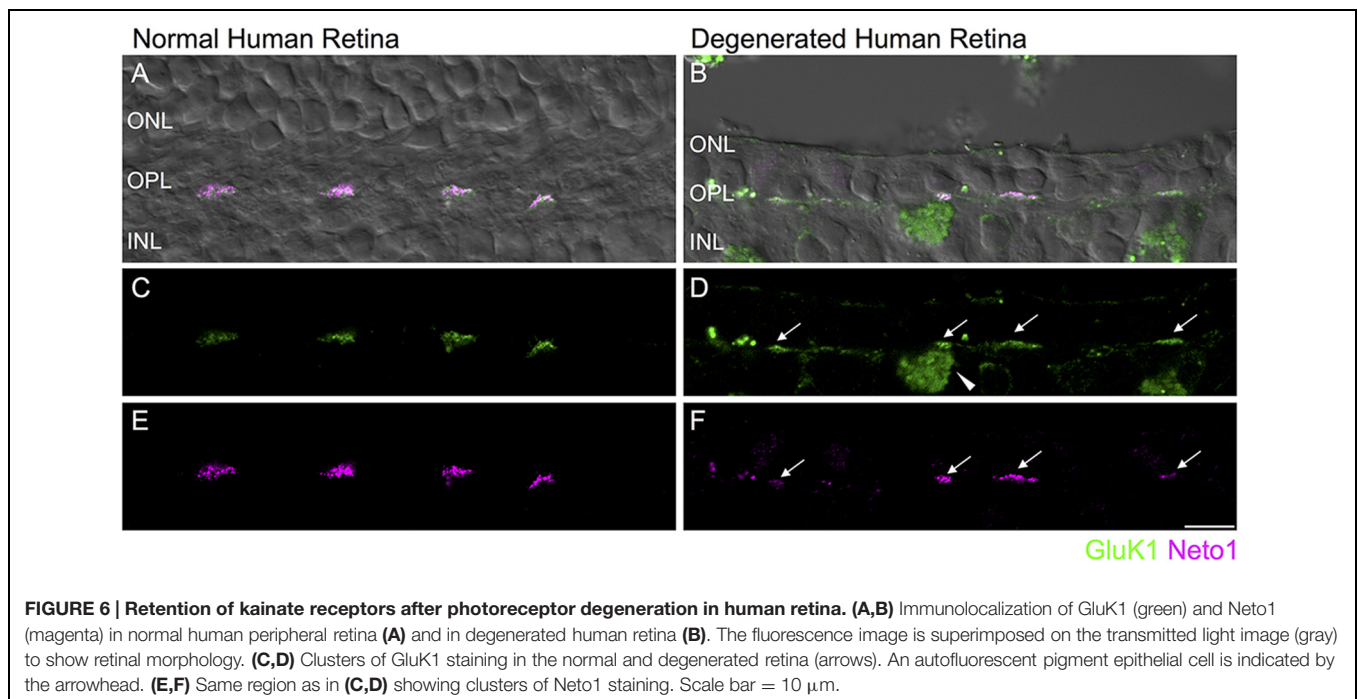 Normal Human Retina
Degenerated Human Retina
A
ONL
OPL
INL
B
ONL
OPL
INL
C
D
E
F
GluK1 Neto1
FIGURE 6 | Retention of kainate receptors after photoreceptor degeneration in human retina. (A,B) Immunolocalization of GluK1 (green) and Neto1
(magenta) in normal human peripheral retina (A) and in degenerated human retina (B). The fluorescence image is superimposed on the transmitted light image (gray)
to show retinal morphology. (C,D) Clusters of GluK1 staining in the normal and degenerated retina (arrows). An autofluorescent pigment epithelial cell is indicated by
the arrowhead. (E,F) Same region as in (C,D) showing clusters of Neto1 staining. Scale bar = 10 μm.